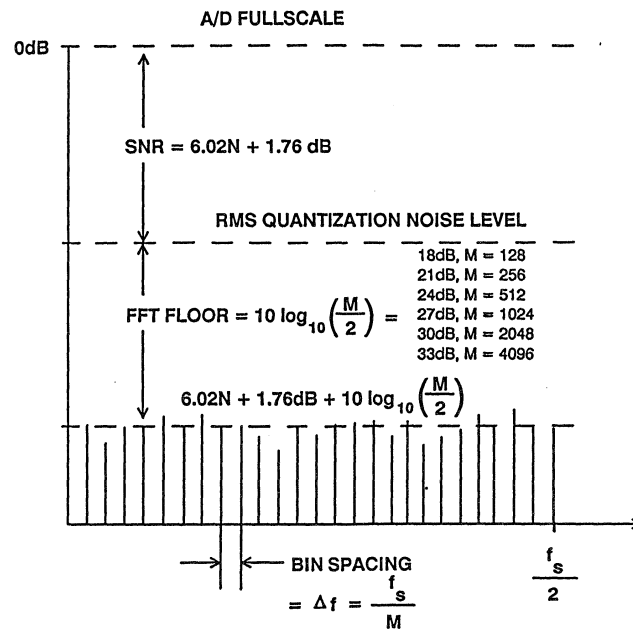 A/D FULLSCALE
0dB
SNR = 6.02N + 1.76 dB
RMS QUANTIZATION NOISE LEVEL
18dB, M = 128
21dB, M = 256
24dB, M = 512
FFT FLOOR = 10 log₁₀(M/2) = 27dB, M = 1024
30dB, M = 2048
33dB, M = 4096
6.02N + 1.76dB + 10 log₁₀(M/2)
BIN SPACING
= Δf = fₛ/M
fₛ/2